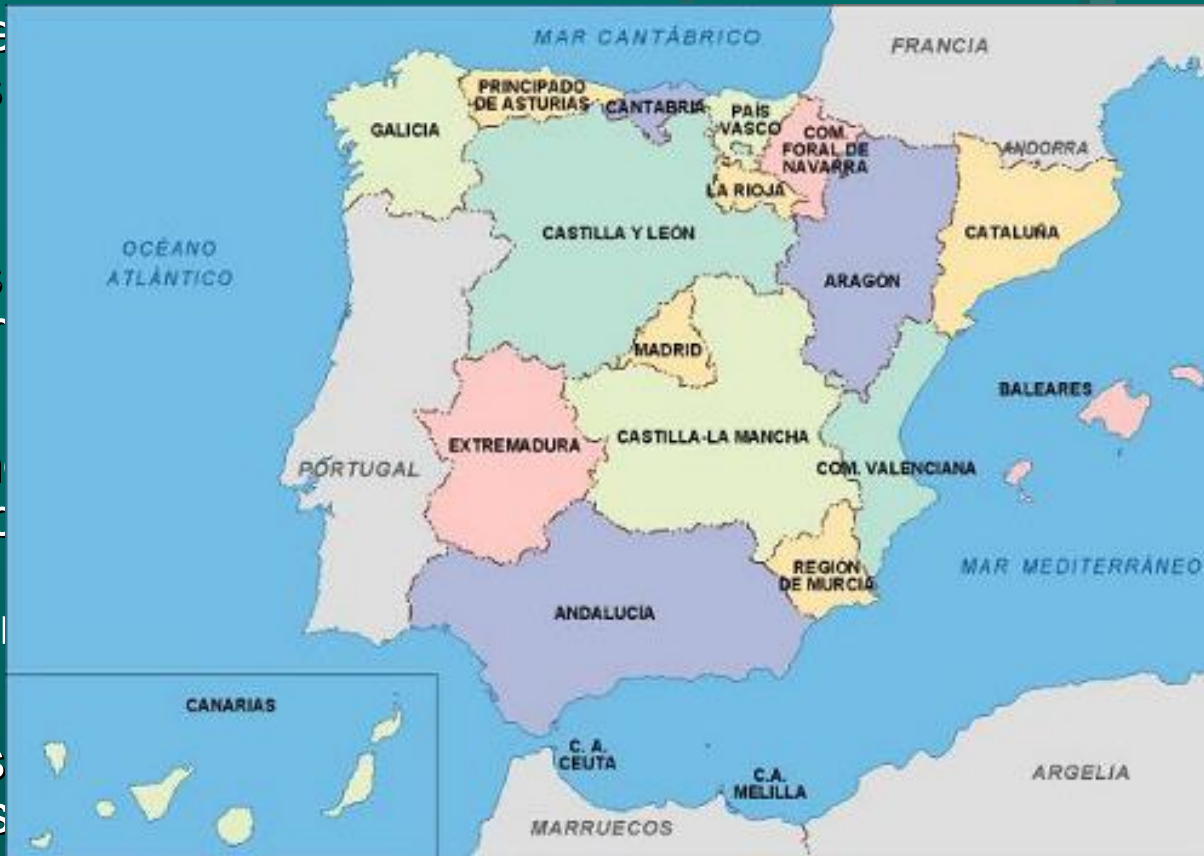 MAR CANTÁBRICO
FRANCIA
PRINCIPADO
DE ASTURIAS
CANTABRIA
PAÍS
VASCO
GALICIA
COM.
FORAL DE
NAVARRA
ANDORRA
LA RIOJA
CASTILLA Y LEÓN
CATALUÑA
OCÉANO
ATLÁNTICO
ARAGÓN
MADRID
BALEARES
EXTREMADURA
CASTILLA-LA MANCHA
PORTUGAL
COM. VALENCIANA
REGIÓN
DE MURCIA
MAR MEDITERRÁNEO
ANDALUCÍA
CANARIAS
C. A.
CEUTA
C.A.
MELILLA
ARGELIA
MARRUECOS